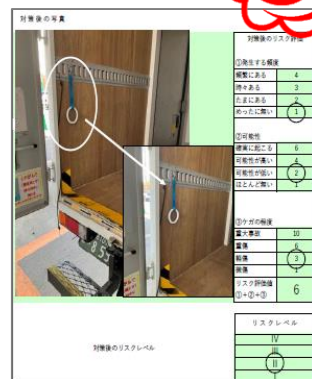 対策後の写真
対策後のリスク評価
①発生する頻度
頻繁にある 4
時々ある 3
たまにある 2
めったに無い 1
②可能性
確実に起こる 6
可能性が高い 4
可能性が低い 2
ほとんど無い 1
③ケガの程度
重大事故 10
重傷 6
軽傷 3
微傷 1
リスク評価値
①+②+③ 6
リスクレベル
Ⅳ
Ⅲ
Ⅱ
Ⅰ
対策後のリスクレベル